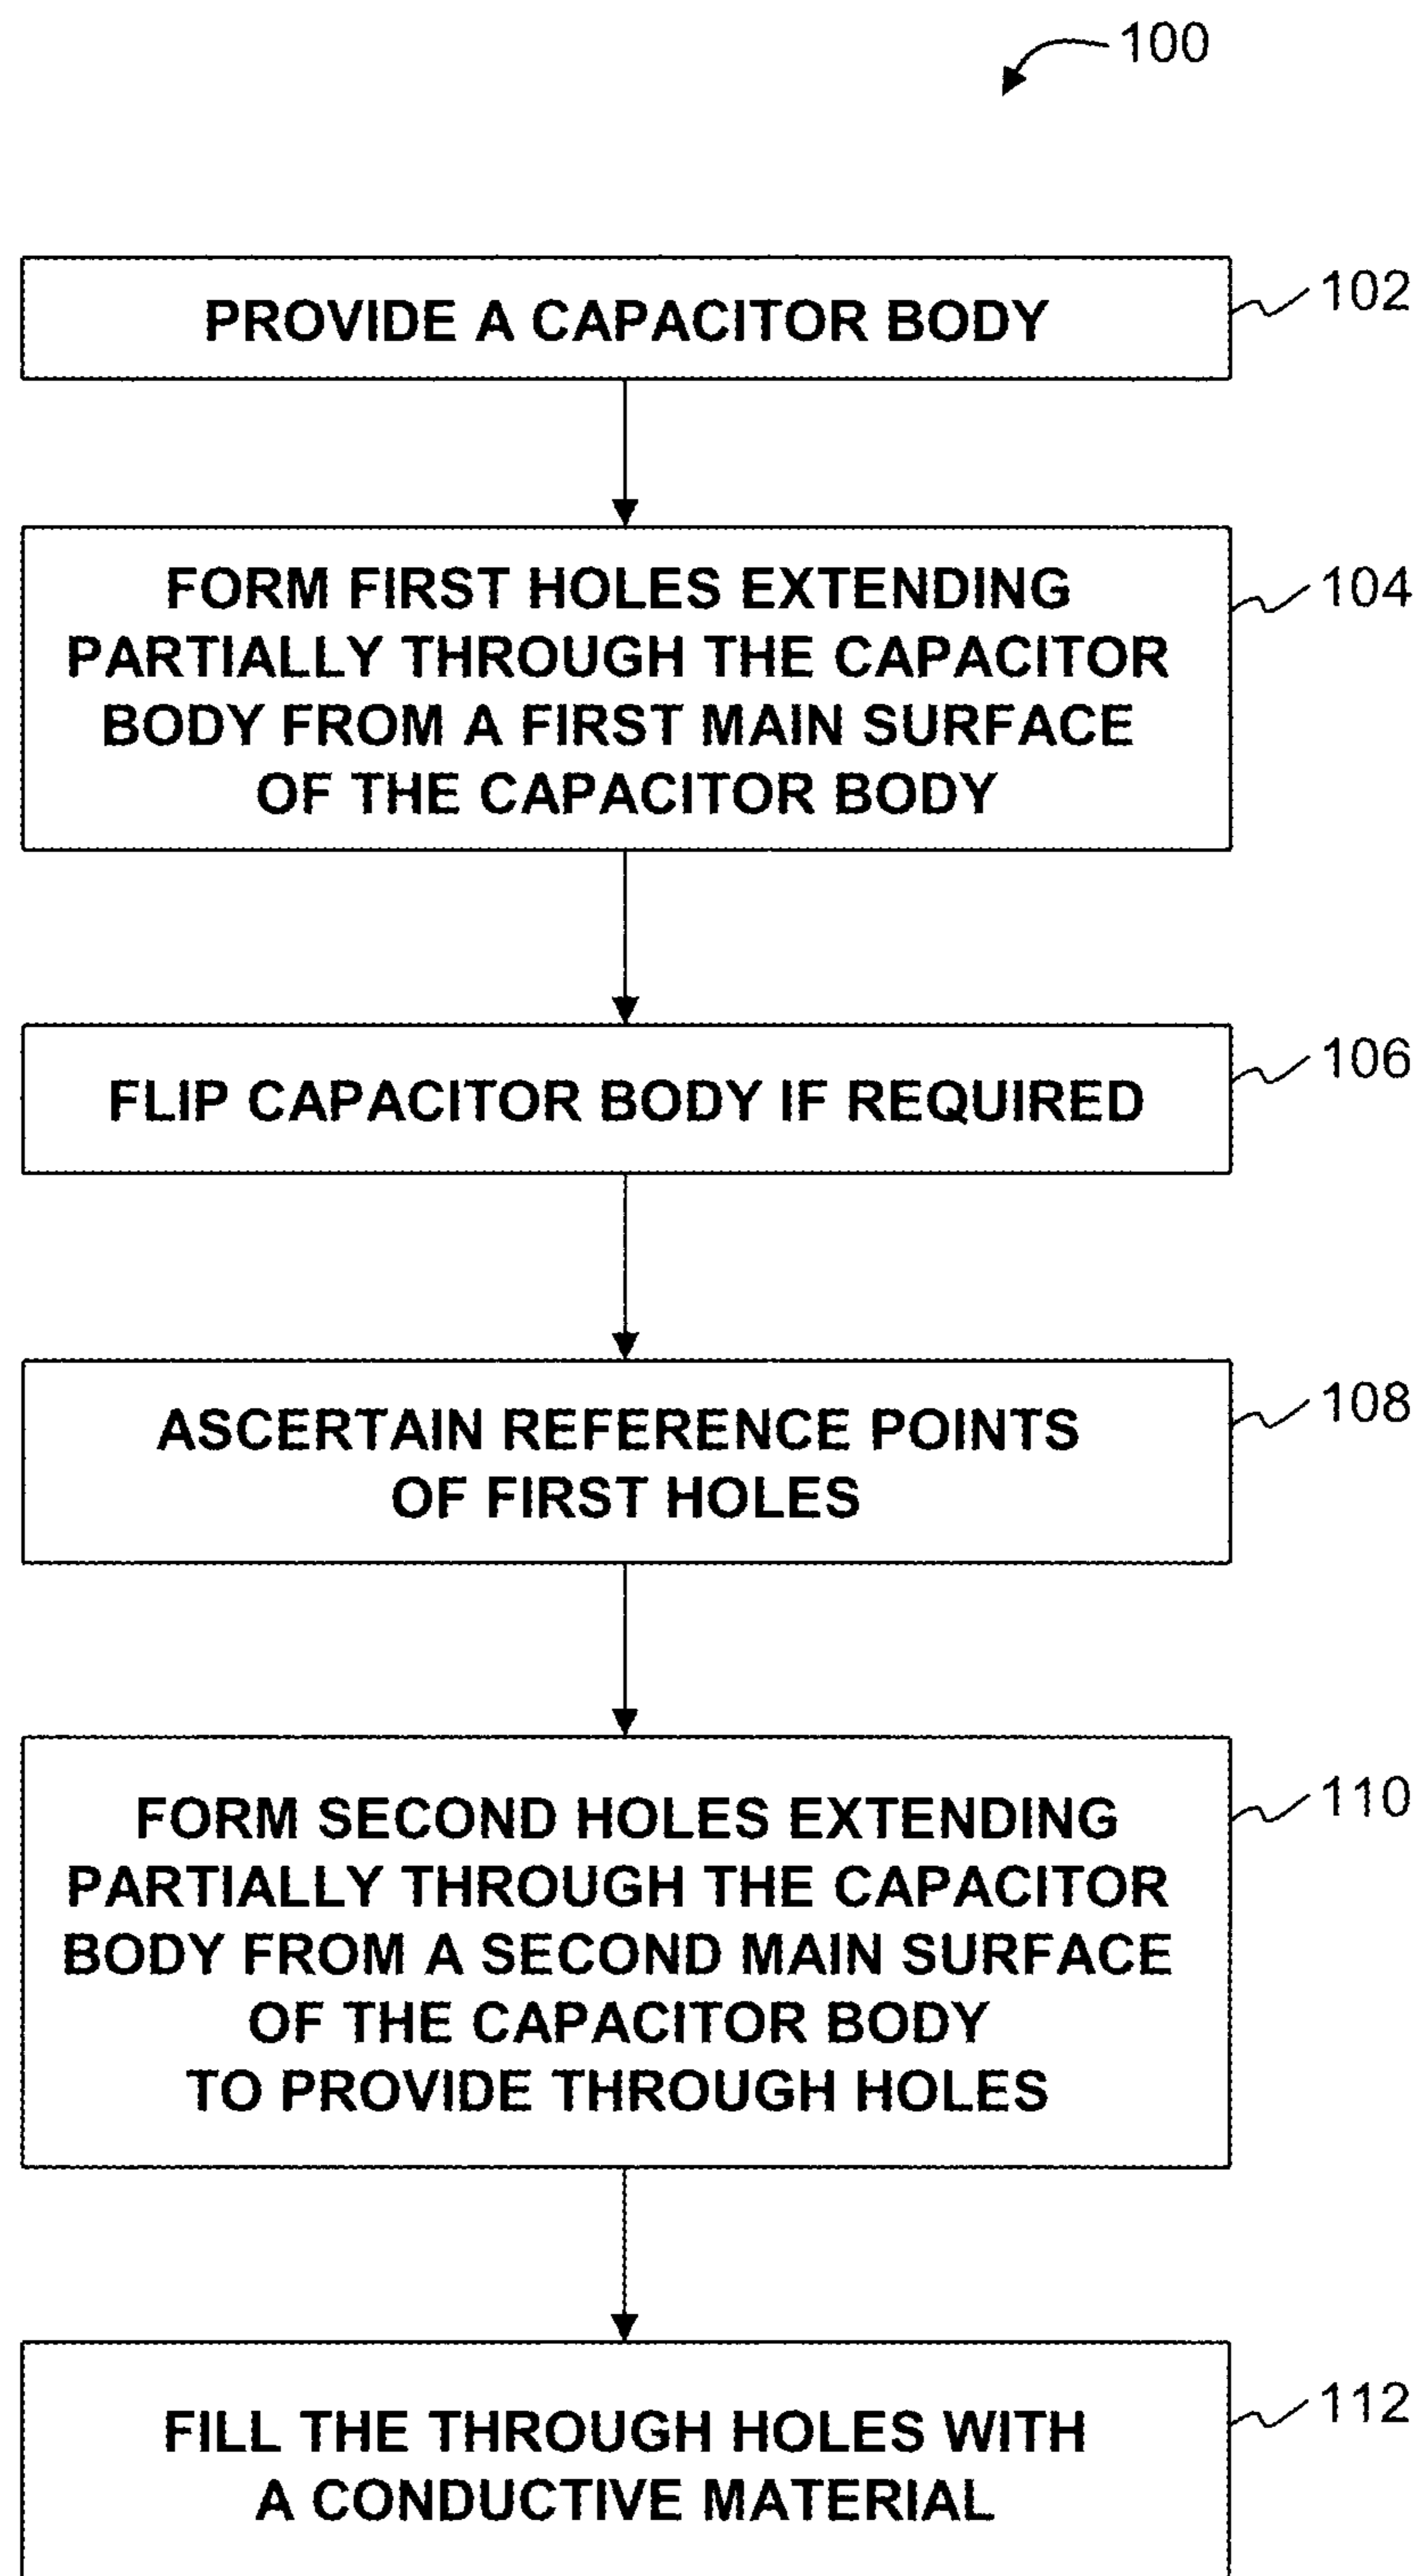 100
PROVIDE A CAPACITOR BODY
102
FORM FIRST HOLES EXTENDING
PARTIALLY THROUGH THE CAPACITOR
BODY FROM A FIRST MAIN SURFACE
OF THE CAPACITOR BODY
104
FLIP CAPACITOR BODY IF REQUIRED
106
ASCERTAIN REFERENCE POINTS
OF FIRST HOLES
108
FORM SECOND HOLES EXTENDING
PARTIALLY THROUGH THE CAPACITOR
BODY FROM A SECOND MAIN SURFACE
OF THE CAPACITOR BODY
TO PROVIDE THROUGH HOLES
110
FILL THE THROUGH HOLES WITH
A CONDUCTIVE MATERIAL
112